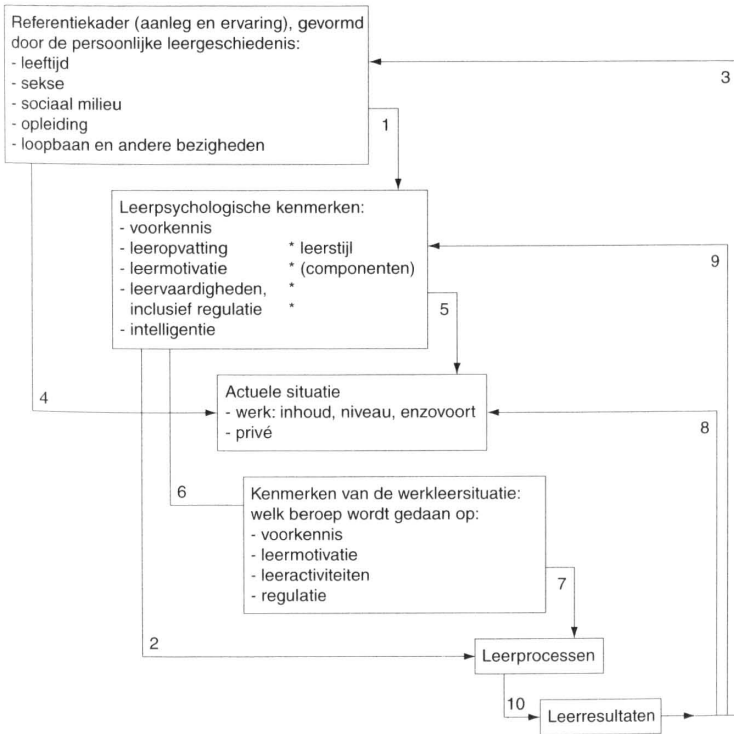 Referentiekader (aanleg en ervaring), gevormd
door de persoonlijke leergeschiedenis:
- leeftijd
- sekse
- sociaal milieu
- opleiding
- loopbaan en andere bezigheden
3
1
Leerpsychologische kenmerken:
- voorkennis
- leeropvatting * leerstijl
- leermotivatie * (componenten)
- leervaardigheden, *
inclusief regulatie *
- intelligentie
9
5
Actuele situatie
- werk: inhoud, niveau, enzovoort
- privé
4
8
6
Kenmerken van de werkleersituatie:
welk beroep wordt gedaan op:
- voorkennis
- leermotivatie
- leeractiviteiten
- regulatie
7
2
Leerprocessen
10
Leerresultaten